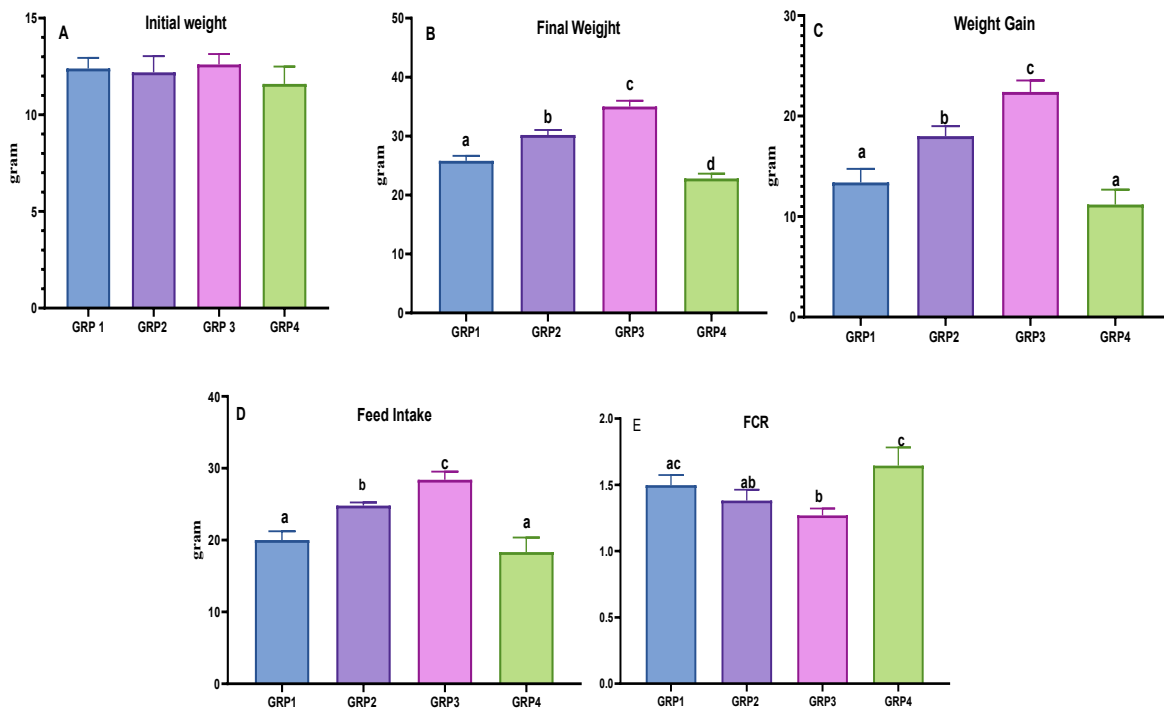 A
Initial weight
15
10
5
0
gram
GRP 1
GRP2
GRP 3
GRP4
B
Final Weigjht
50
40
30
20
10
0
gram
a
b
c
d
GRP1
GRP2
GRP3
GRP4
C
Weight Gain
30
20
10
0
gram
a
b
c
a
GRP1
GRP2
GRP3
GRP4
D
Feed Intake
40
30
20
10
0
gram
a
b
c
a
GRP1
GRP2
GRP3
GRP4
E
FCR
2.0
1.5
1.0
0.5
0.0
ac
ab
b
c
GRP1
GRP2
GRP3
GRP4